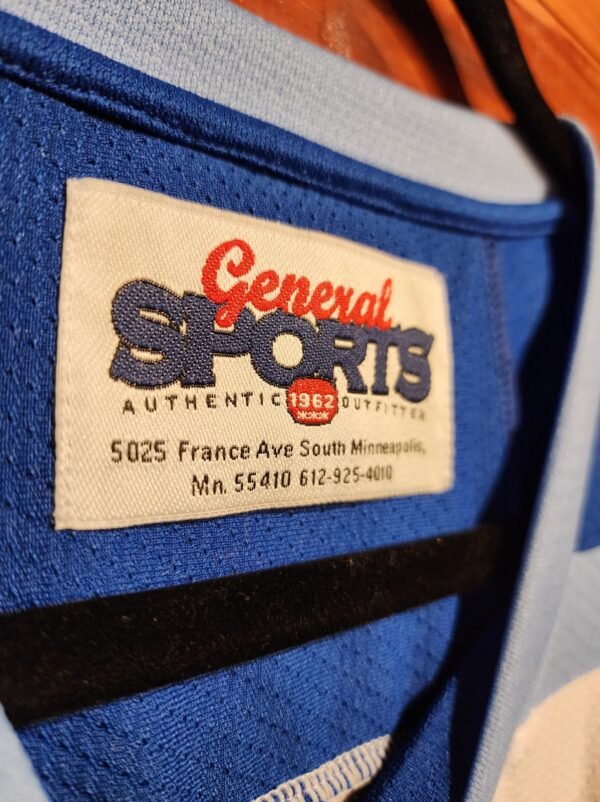 General
SPORTS
AUTHENTIC 1962 OUTFITTER
5025 France Ave South Minneapolis,
Mn. 55410 612-925-4010